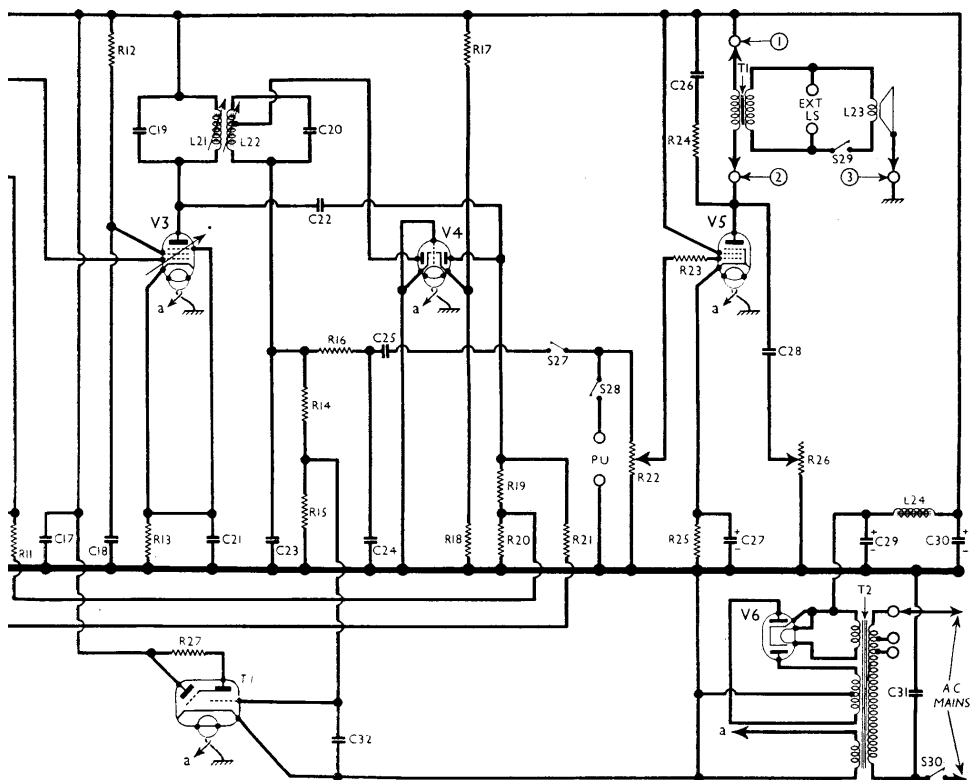 R12
R17
1
C26
T1
C19
L21
L22
C20
EXT
LS
L23
R24
S29
2
3
C22
V3
V4
V5
R23
a
a
a
R16
C25
S27
C28
R14
S28
PU
R22
R26
R19
L24
R15
R11
C17
C18
R13
C21
C23
C24
R18
R20
R21
R25
C27
C29
C30
+
-
+
-
+
-
T2
V6
R27
T1
C31
AC
MAINS
a
C32
a
S30